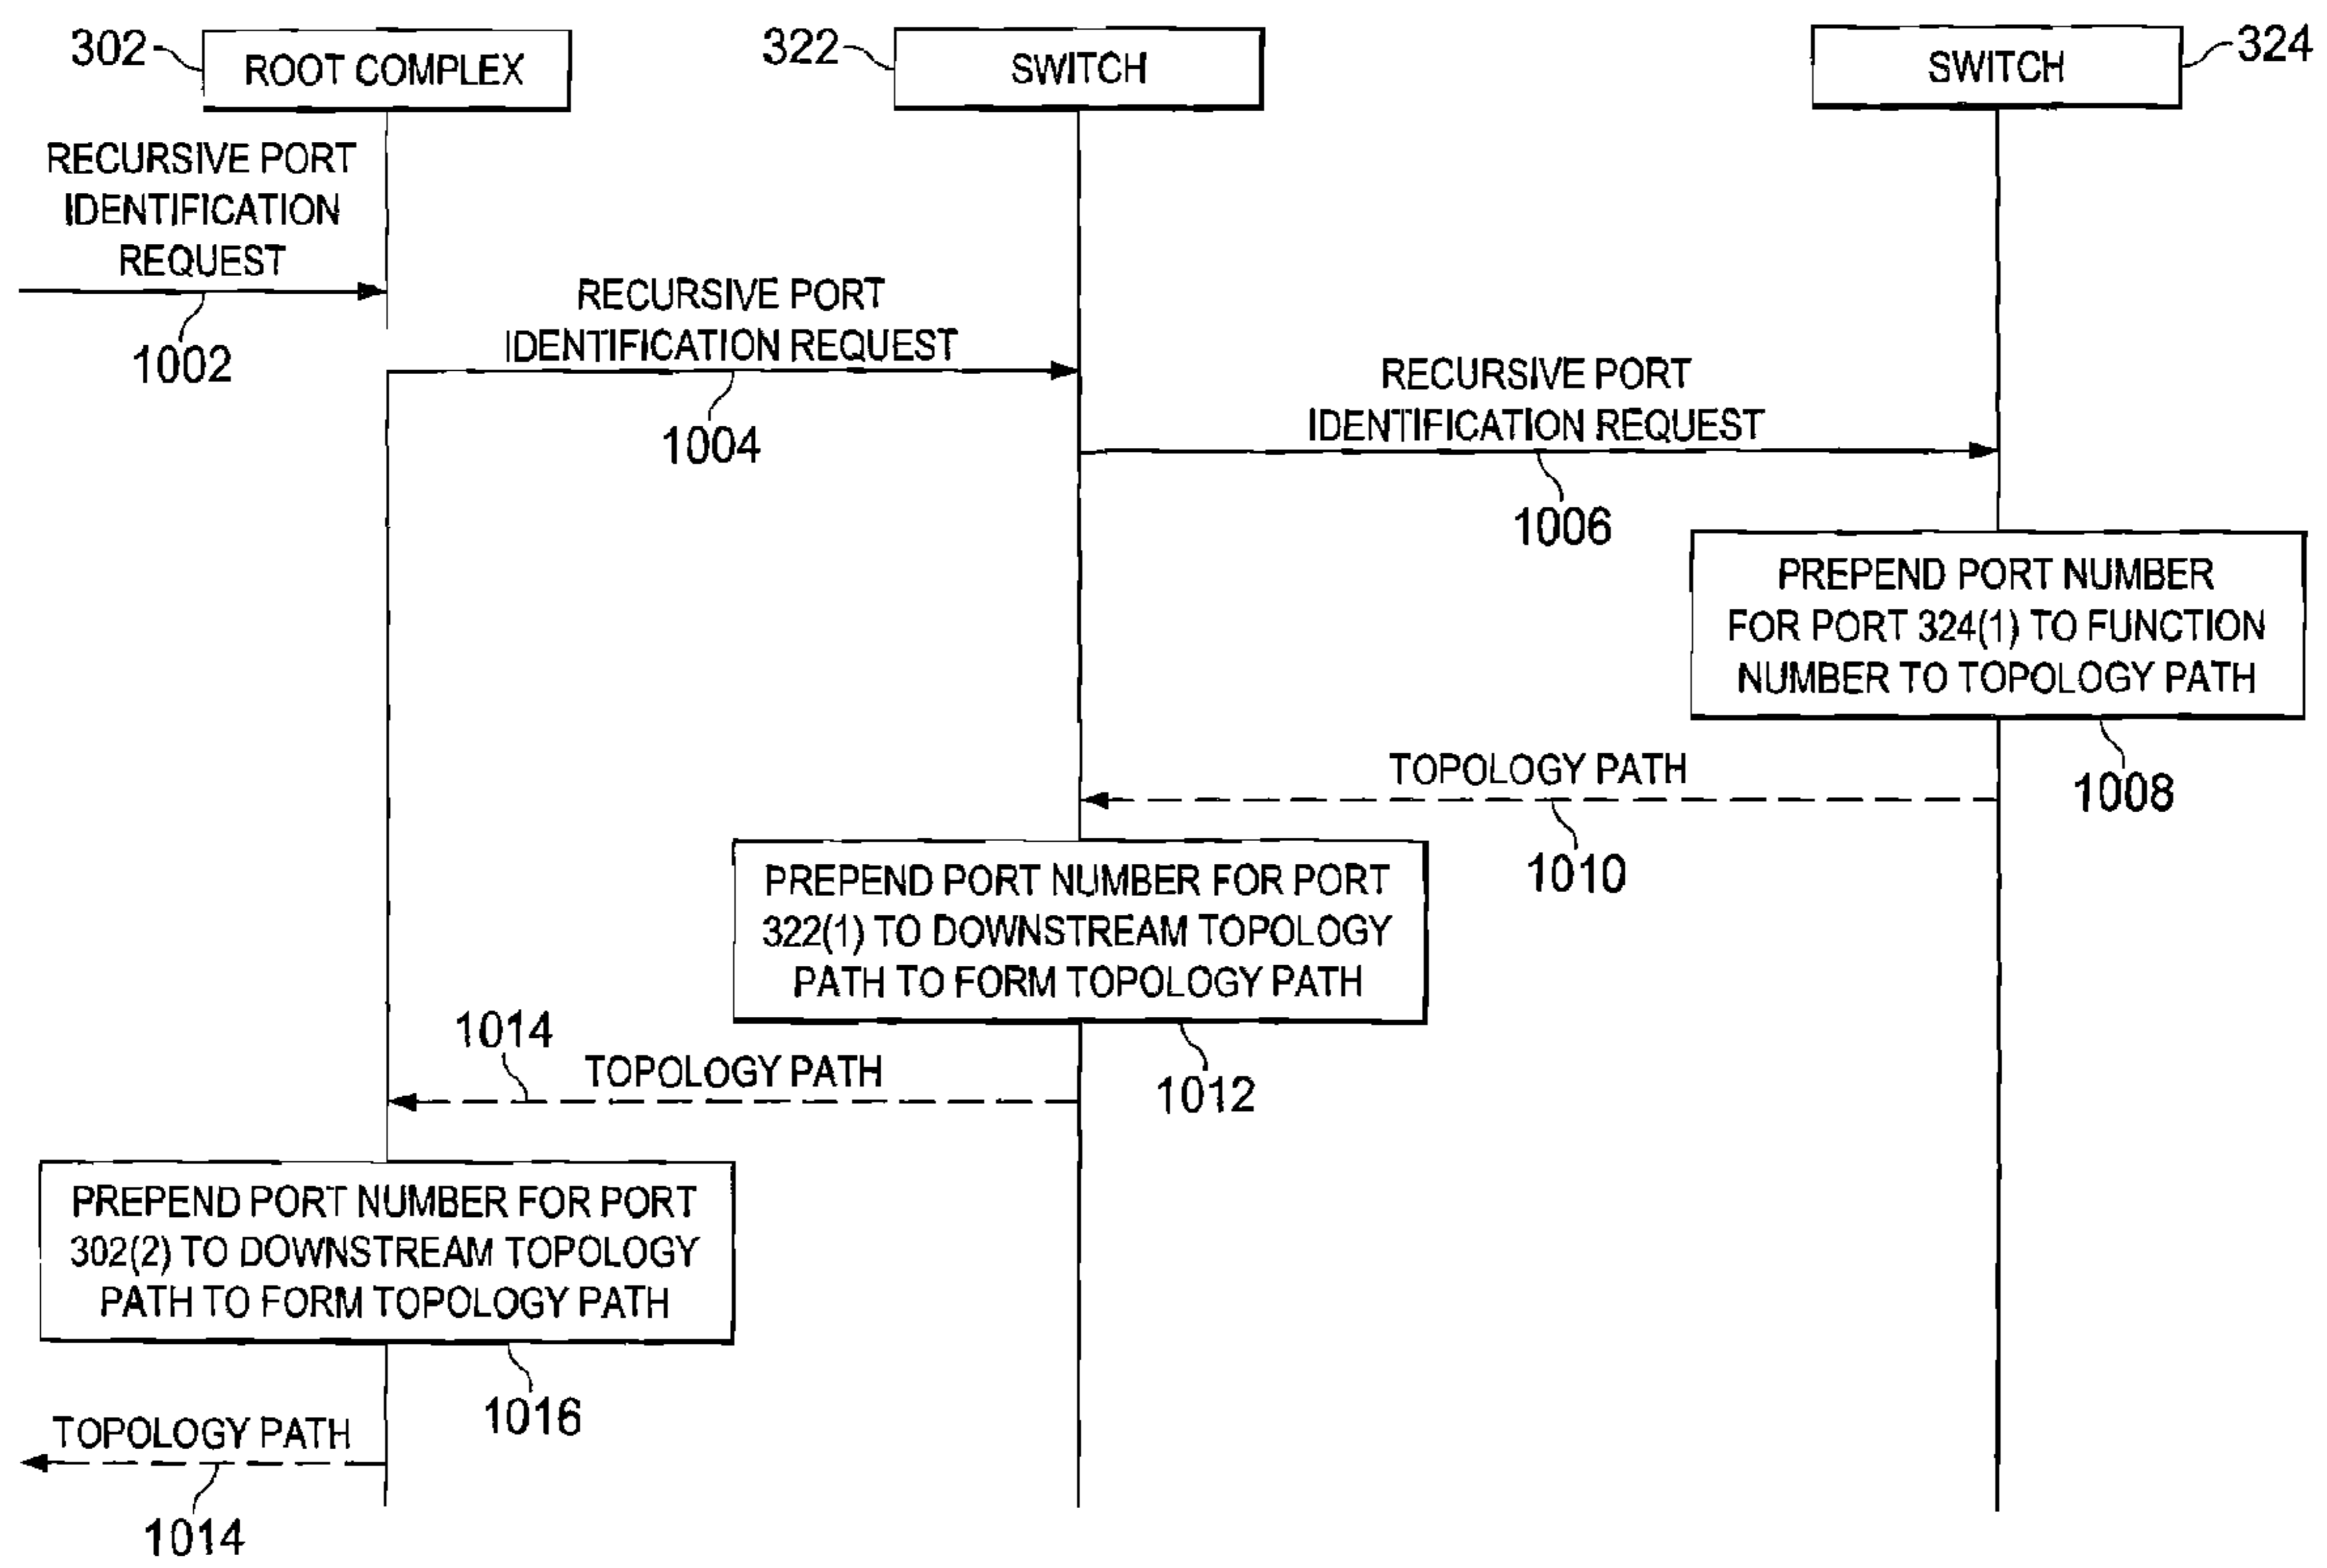 302
ROOT COMPLEX
322
SWITCH
SWITCH
324
RECURSIVE PORT
IDENTIFICATION
REQUEST
1002
RECURSIVE PORT
IDENTIFICATION REQUEST
1004
RECURSIVE PORT
IDENTIFICATION REQUEST
1006
PREPEND PORT NUMBER
FOR PORT 324(1) TO FUNCTION
NUMBER TO TOPOLOGY PATH
1008
TOPOLOGY PATH
1010
PREPEND PORT NUMBER FOR PORT
322(1) TO DOWNSTREAM TOPOLOGY
PATH TO FORM TOPOLOGY PATH
1012
1014
TOPOLOGY PATH
PREPEND PORT NUMBER FOR PORT
302(2) TO DOWNSTREAM TOPOLOGY
PATH TO FORM TOPOLOGY PATH
1016
TOPOLOGY PATH
1014